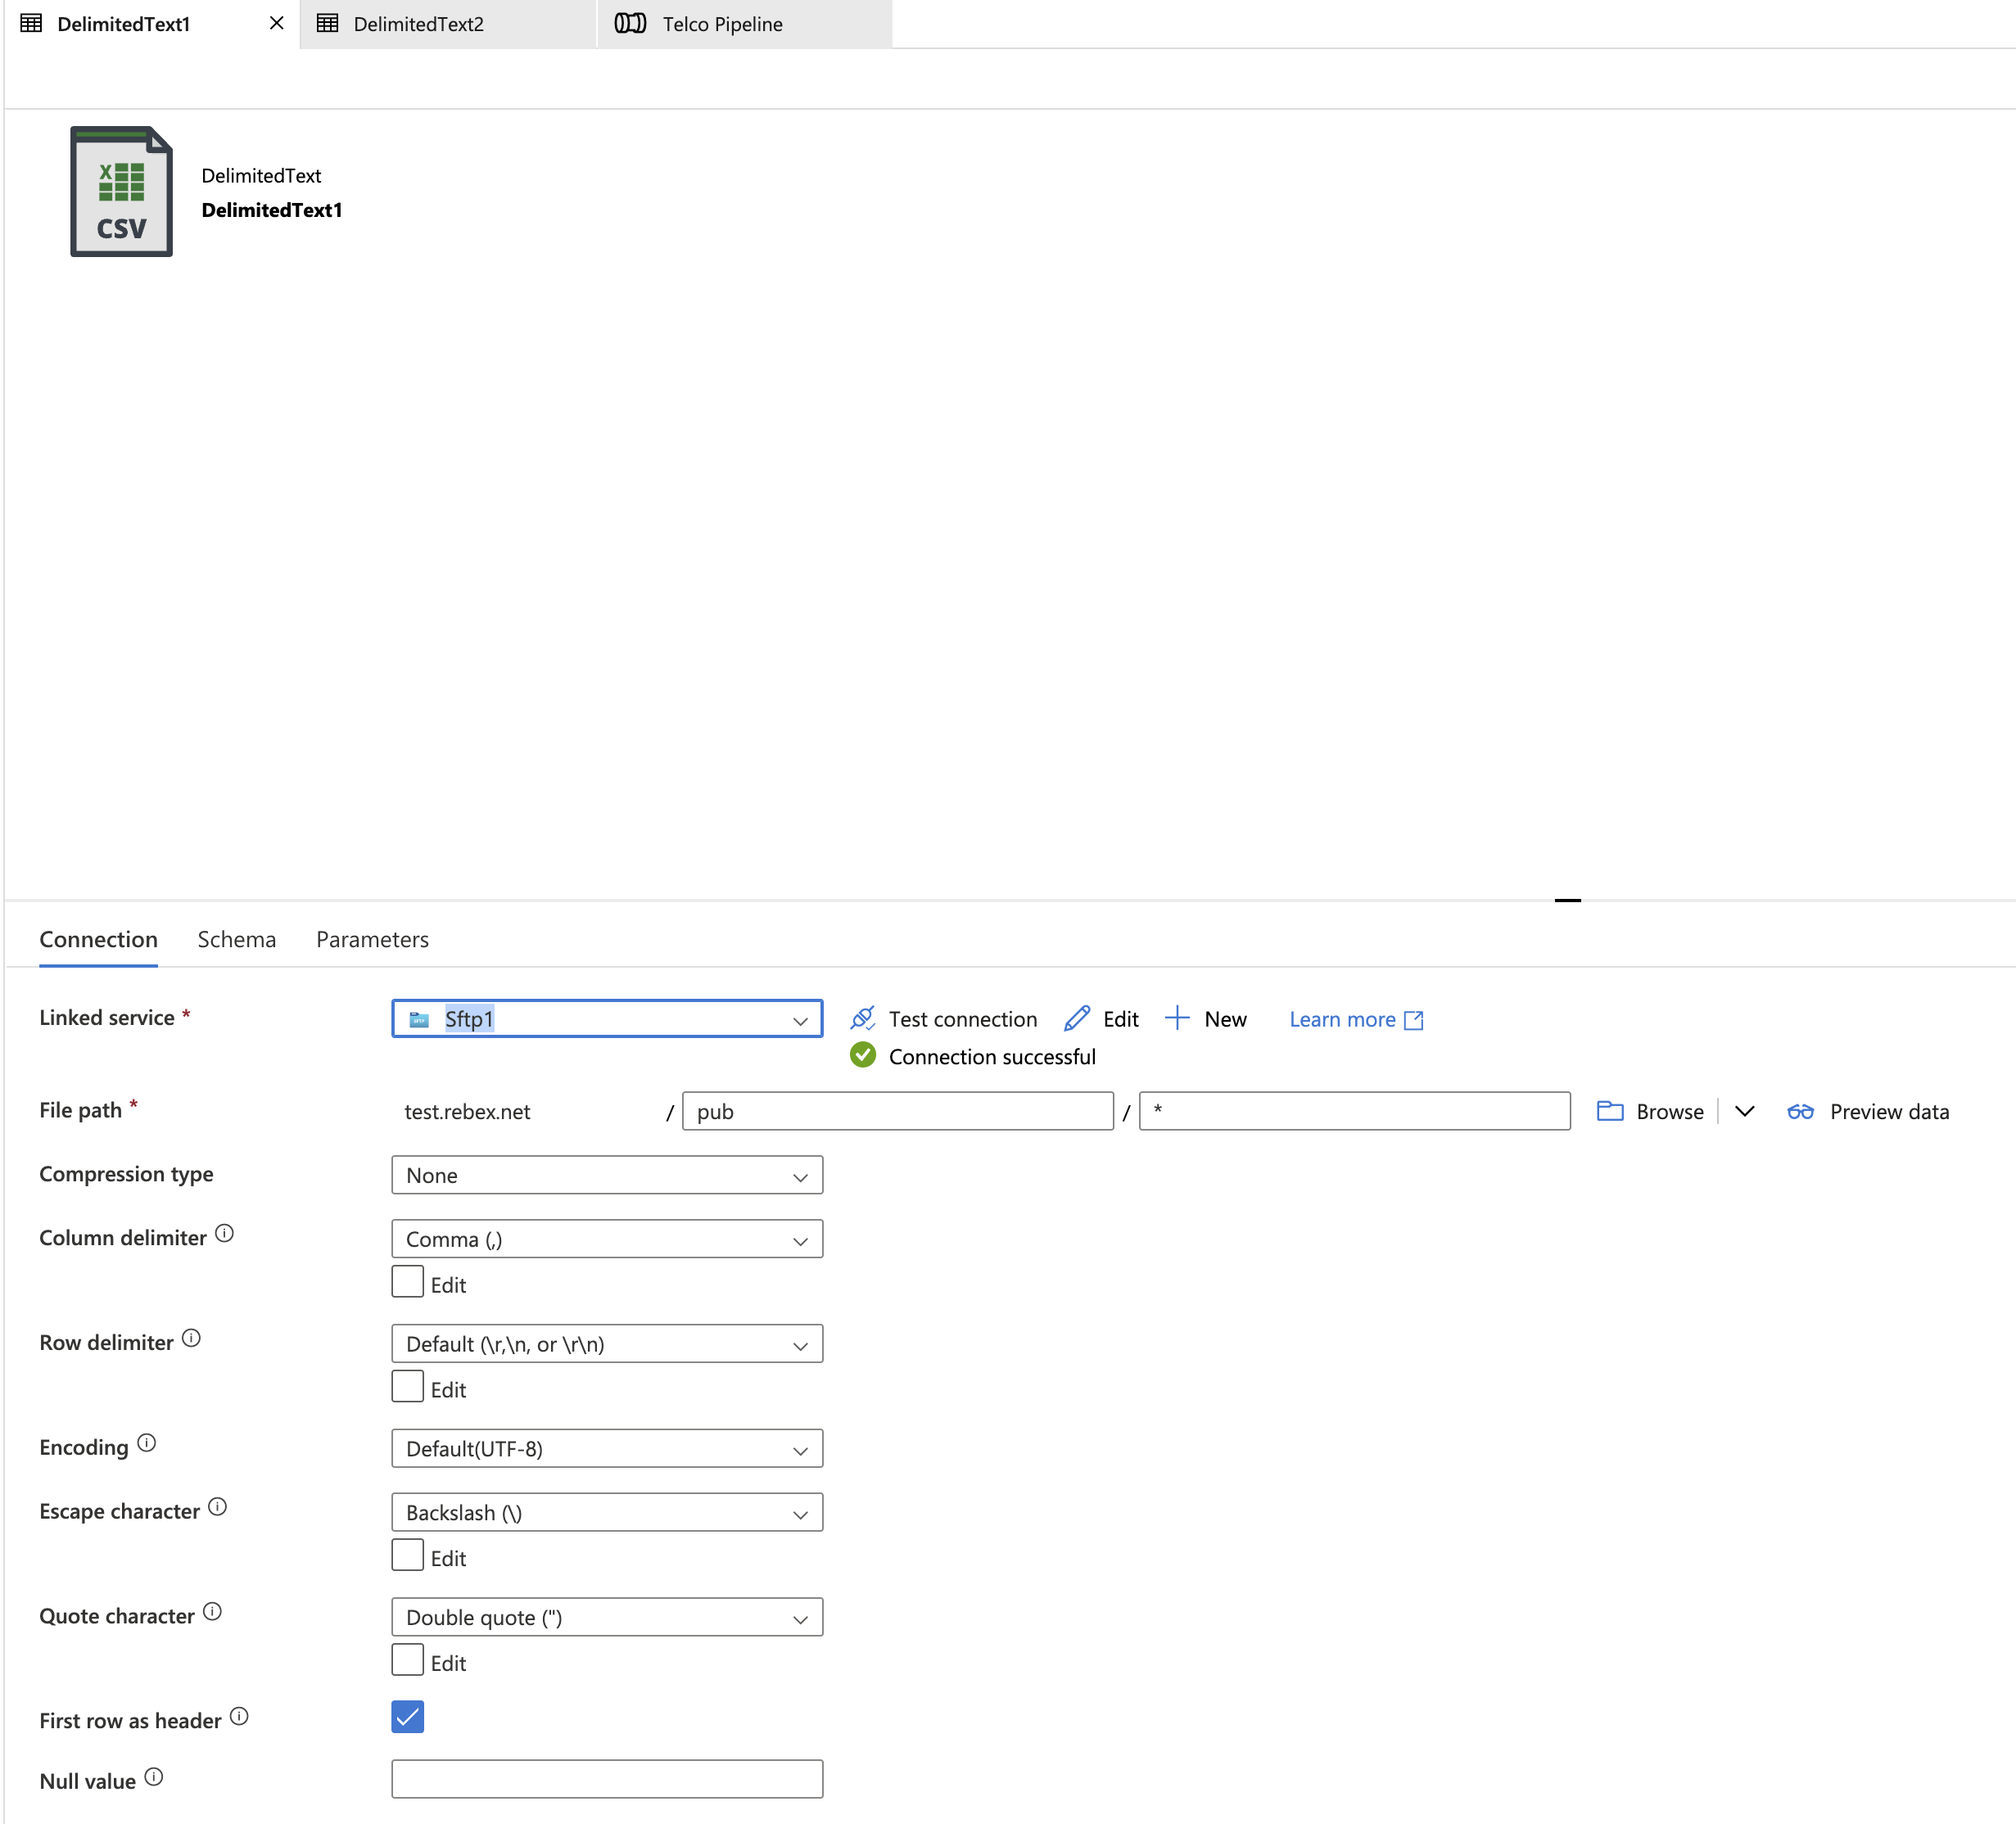 DelimitedText1
DelimitedText2
Telco Pipeline
X
CSV
DelimitedText
DelimitedText1
Connection
Schema
Parameters
Linked service *
Sftp1
Test connection
Edit
New
Learn more
Connection successful
File path *
test.rebex.net
/
pub
/
*
Browse
Preview data
Compression type
None
Column delimiter
Comma (,)
Edit
Row delimiter
Default (\r,\n, or \r\n)
Edit
Encoding
Default(UTF-8)
Escape character
Backslash (\)
Edit
Quote character
Double quote (")
Edit
First row as header
Null value